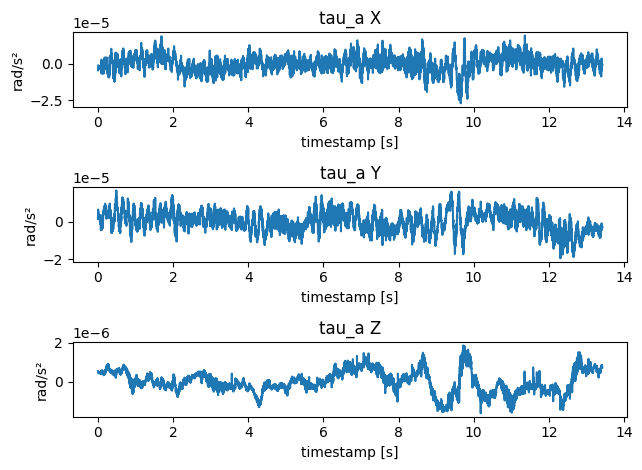 tau_a X
1e−5
rad/s²
0.0
−2.5
0 2 4 6 8 10 12 14
timestamp [s]
tau_a Y
1e−5
rad/s²
0
−2
0 2 4 6 8 10 12 14
timestamp [s]
tau_a Z
1e−6
rad/s²
2
0
0 2 4 6 8 10 12 14
timestamp [s]